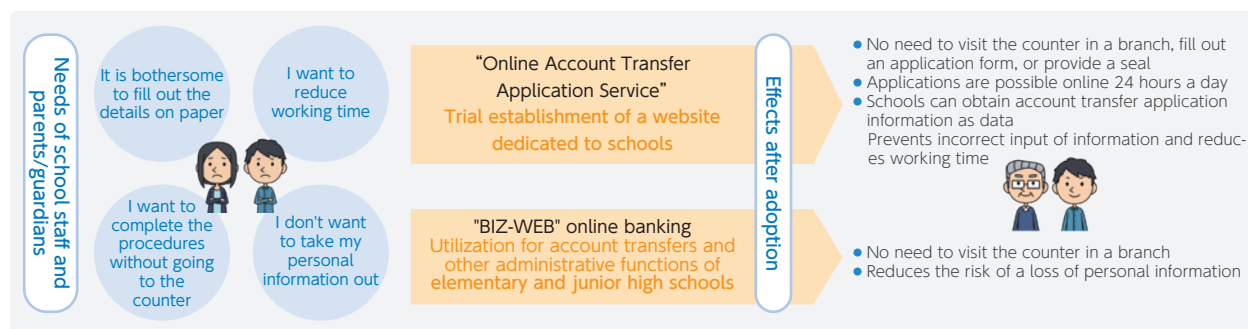 Needs of school staff and
parents/guardians
It is bothersome
to fill out the
details on paper
I want to
reduce
working time
I want to
complete the
procedures
without going
to the
counter
I don't want
to take my
personal
information out
“Online Account Transfer
Application Service”
Trial establishment of a website
dedicated to schools
"BIZ-WEB" online banking
Utilization for account transfers and
other administrative functions of
elementary and junior high schools
Effects after adoption
● No need to visit the counter in a branch, fill out
an application form, or provide a seal
● Applications are possible online 24 hours a day
● Schools can obtain account transfer application
information as data
Prevents incorrect input of information and reduc-
es working time
● No need to visit the counter in a branch
● Reduces the risk of a loss of personal information